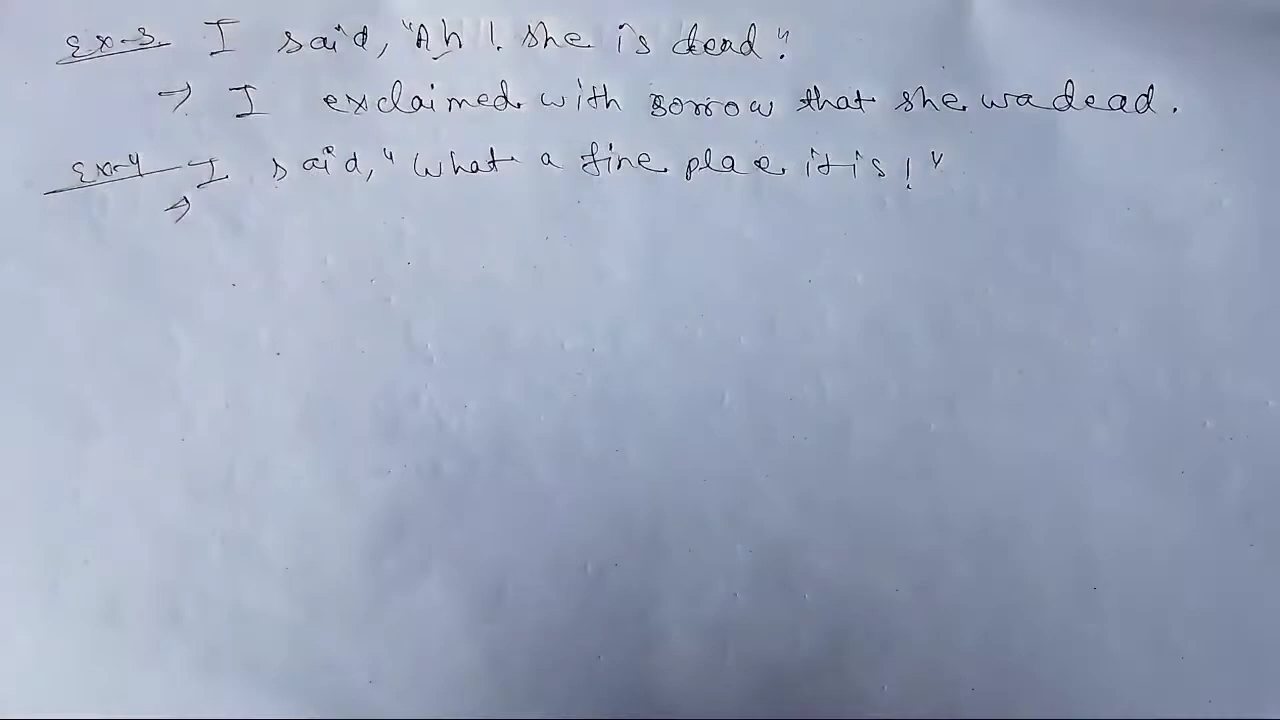 Ex-3. I said, "Ah! she is dead"
→ I exclaimed with sorrow that she wa dead.
Ex-4 I said, "What a fine place it is!"
→